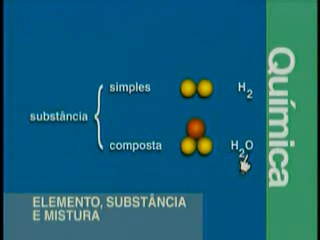 simples
H2
substância
composta
H2O
Química
ELEMENTO, SUBSTÂNCIA
E MISTURA